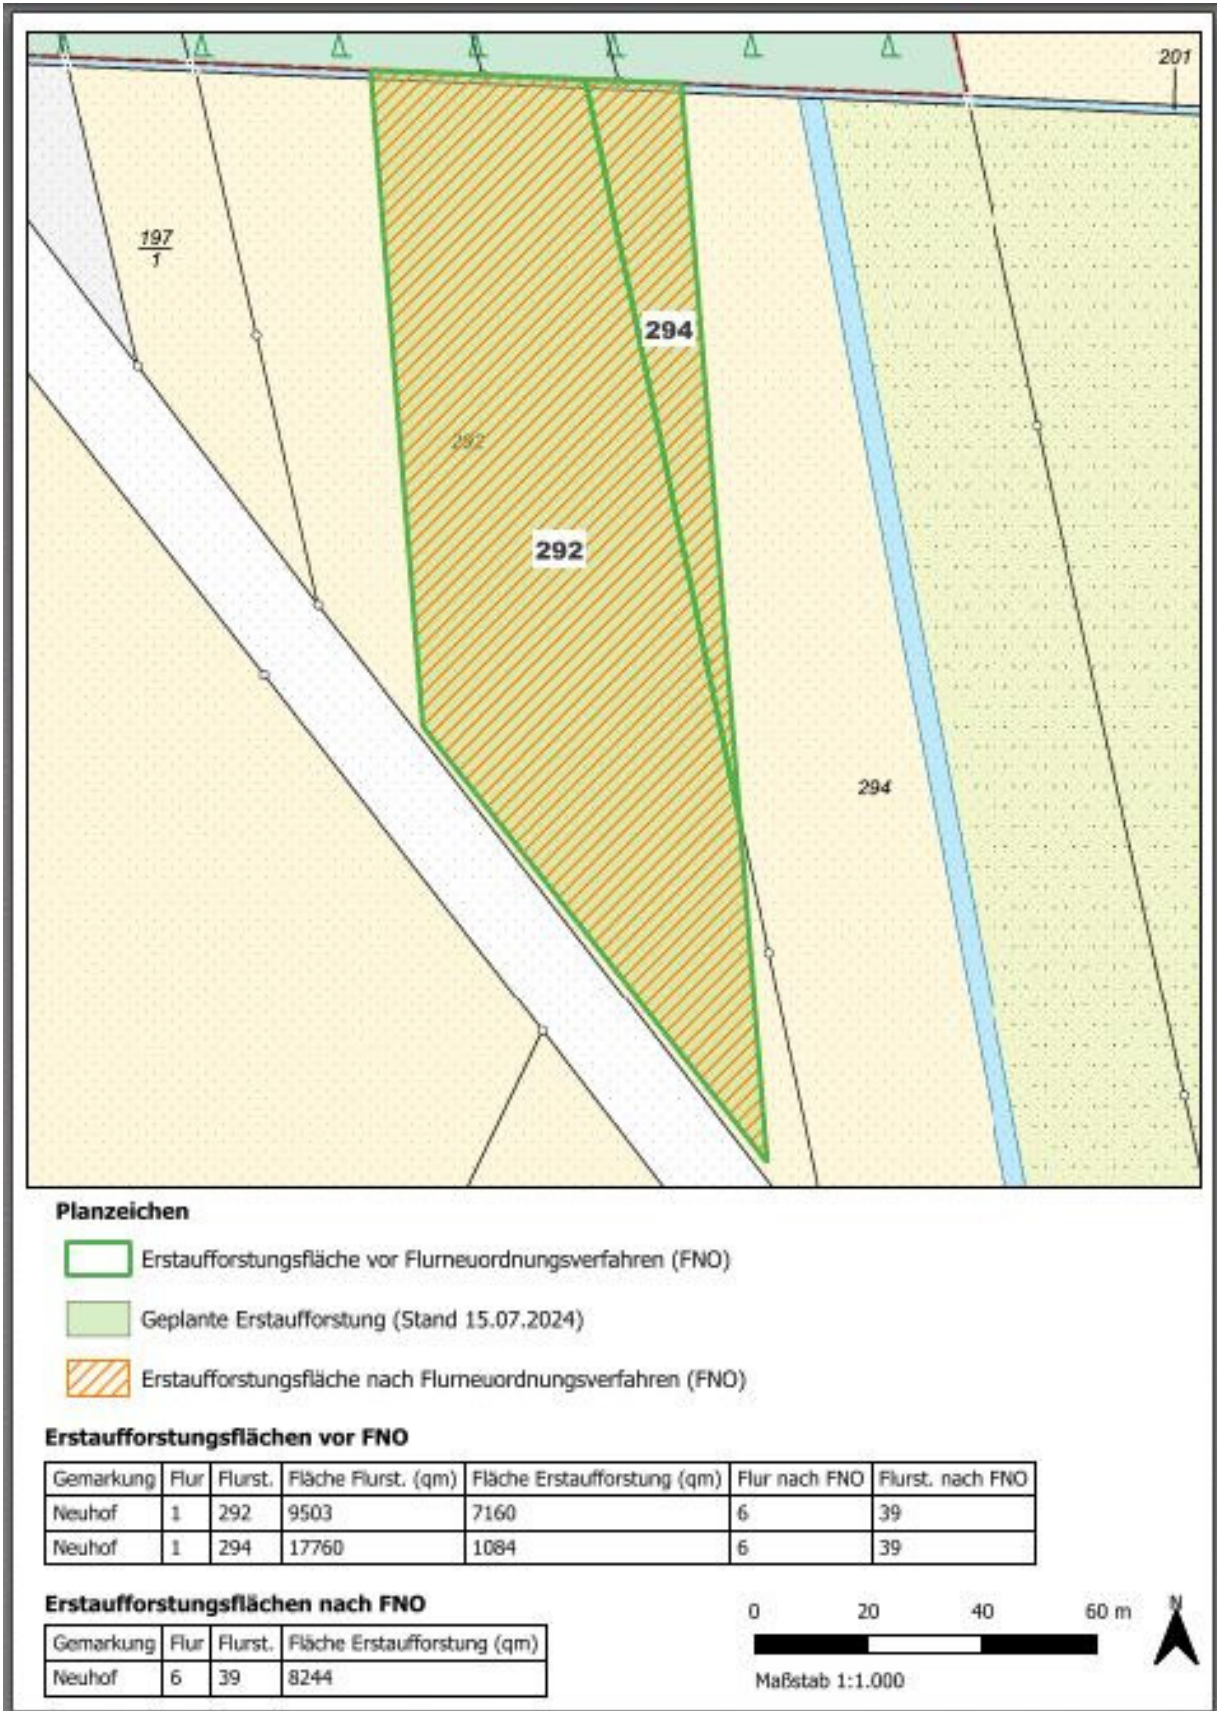 201
197
1
294
292
292
294
Planzeichen
Erstaufforstungsfläche vor Flurneuordnungsverfahren (FNO)
Geplante Erstaufforstung (Stand 15.07.2024)
Erstaufforstungsfläche nach Flurneuordnungsverfahren (FNO)
Erstaufforstungsflächen vor FNO
Gemarkung Flur Flurst. Fläche Flurst. (qm) Fläche Erstaufforstung (qm) Flur nach FNO Flurst. nach FNO
Neuhof 1 292 9503 7160 6 39
Neuhof 1 294 17760 1084 6 39
Erstaufforstungsflächen nach FNO
Gemarkung Flur Flurst. Fläche Erstaufforstung (qm)
Neuhof 6 39 8244
0 20 40 60 m
N
Maßstab 1:1.000